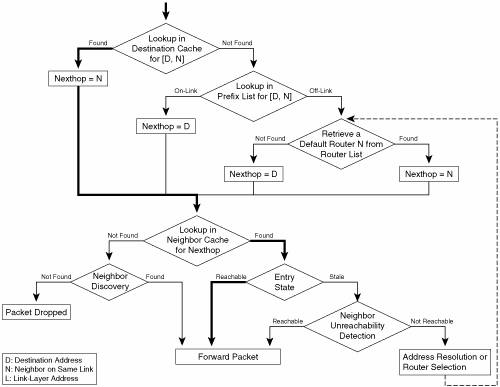 Lookup in
Destination Cache
for [D, N]
Found
Not Found
Nexthop = N
Lookup in
Prefix List for [D, N]
On-Link
Off-Link
Nexthop = D
Retrieve a
Default Router N from
Router List
Not Found
Found
Nexthop = D
Nexthop = N
Lookup in
Neighbor Cache
for Nexthop
Not Found
Found
Neighbor
Discovery
Not Found
Found
Entry
State
Reachable
Stale
Packet Dropped
Neighbor
Unreachability
Detection
Reachable
Not Reachable
Forward Packet
Address Resolution or
Router Selection
D: Destination Address
N: Neighbor on Same Link
L: Link-Layer Address